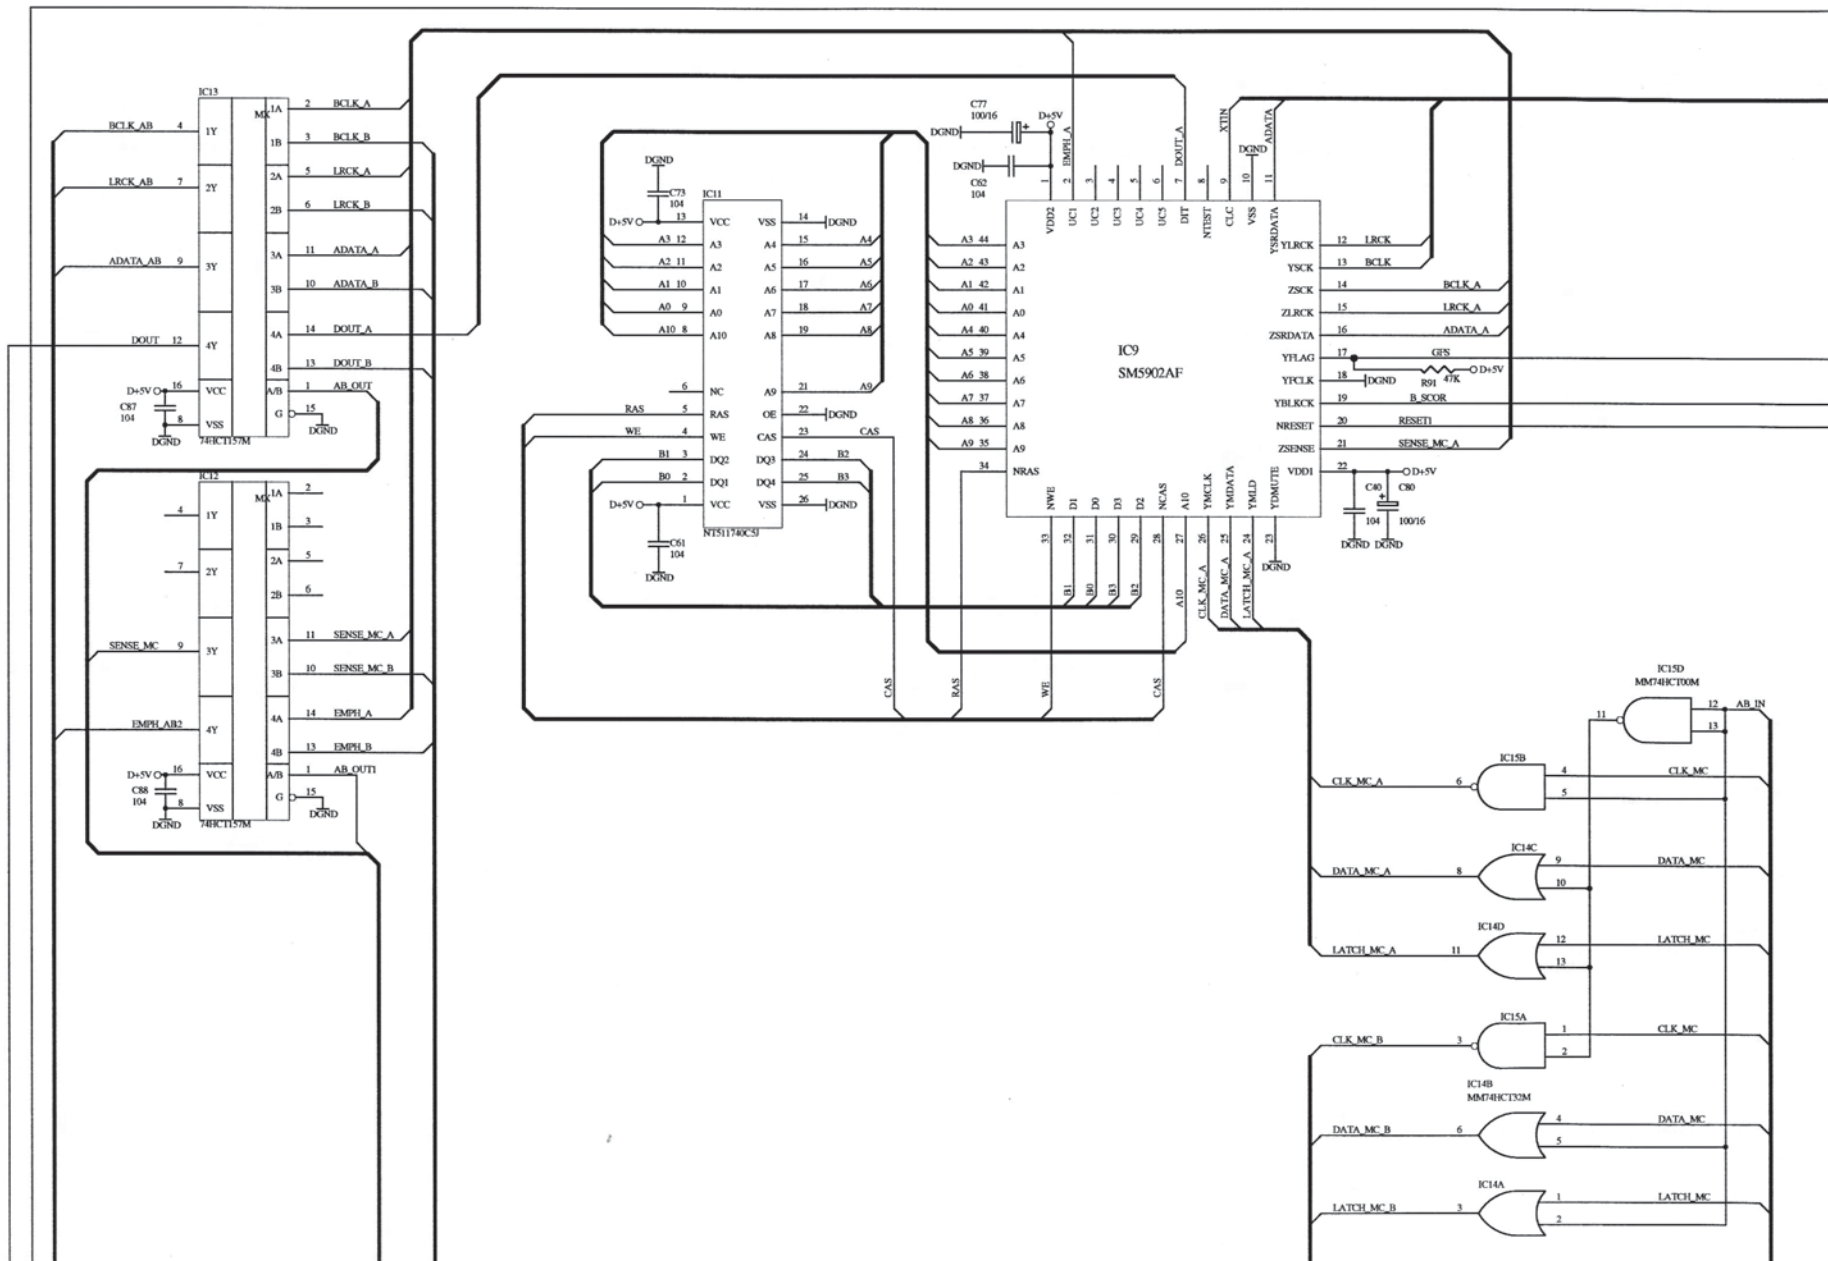 IC13
MX
BCLK_AB 4 1Y
1A 2 BCLK_A
1B 3 BCLK_B
LRCK_AB 7 2Y
2A 5 LRCK_A
2B 6 LRCK_B
ADATA_AB 9 3Y
3A 11 ADATA_A
3B 10 ADATA_B
DOUT 12 4Y
4A 14 DOUT_A
4B 13 DOUT_B
D+5V 16 VCC
A/B 1 AB_OUT
C87
104
8 VSS
G 15
DGND
DGND
74HCT157M
IC12
MX
4 1Y
1A 2
1B 3
7 2Y
2A 5
2B 6
SENSE_MC 9 3Y
3A 11 SENSE_MC_A
3B 10 SENSE_MC_B
EMPH_AB 12 4Y
4A 14 EMPH_A
4B 13 EMPH_B
D+5V 16 VCC
A/B 1 AB_OUT1
C88
104
8 VSS
G 15
DGND
DGND
74HCT157M
DGND
C73
104
IC11
D+5V 13 VCC
VSS 14 DGND
A3 12 A3
A4 15 A4
A2 11 A2
A5 16 A5
A1 10 A1
A6 17 A6
A0 9 A0
A7 18 A7
A10 8 A10
A8 19 A8
6 NC
A9 21 A9
RAS 5 RAS
OE 22 DGND
WE 4 WE
CAS 23 CAS
B1 3 DQ2
DQ3 24 B2
B0 2 DQ1
DQ4 25 B3
D+5V 1 VCC
VSS 26 DGND
NT511740C5J
C61
104
DGND
C77
100/16
D+5V
DGND
DGND
C62
104
EMPH_A
DOUT_A
XTIN
DGND
ADATA
1 2 3 4 5 6 7 8 9 10 11
VDD2 UC1 UC2 UC3 UC4 UC5 DIT NTEST CLC VSS YSRDATA
IC9
SM5902AF
A3 44 A3
A2 43 A2
A1 42 A1
A0 41 A0
A4 40 A4
A5 39 A5
A6 38 A6
A7 37 A7
A8 36 A8
A9 35 A9
34 NRAS
YLRCK 12 LRCK
YSCK 13 BCLK
ZSCK 14 BCLK_A
ZLRCK 15 LRCK_A
ZSRDATA 16 ADATA_A
YFLAG 17 GFS
R91 47K D+5V
YFCLK 18 DGND
YBLKCK 19 B_SCOR
NRESET 20 RESET1
ZSENSE 21 SENSE_MC_A
VDD1 22 D+5V
C40 C80
104 100/16
DGND DGND
NWE D1 D0 D3 D2 NCAS A10 YMCLK YMDATA YMLD YDMUTE
33 32 31 30 29 28 27 26 25 24 23
B1 B0 B3 B2 A10 CLK_MC_A DATA_MC_A LATCH_MC_A DGND
CAS RAS WE CAS
IC15D
MM74HCT00M
11 12 AB_IN
13
IC15B
CLK_MC_A 6 4 CLK_MC
5
IC14C
DATA_MC_A 8 9 DATA_MC
10
IC14D
LATCH_MC_A 11 12 LATCH_MC
13
IC15A
CLK_MC_B 3 1 CLK_MC
2
IC14B
MM74HCT32M
DATA_MC_B 6 4 DATA_MC
5
IC14A
LATCH_MC_B 3 1 LATCH_MC
2